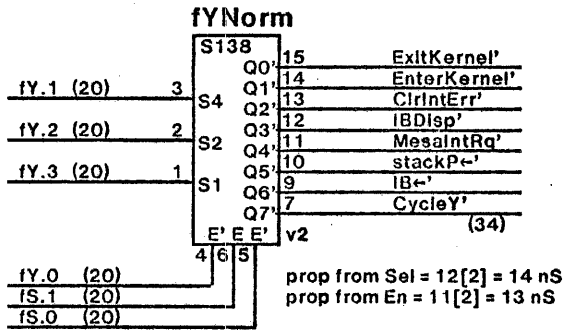 fYNorm
S138
fY.1 (20) 3 S4
fY.2 (20) 2 S2
fY.3 (20) 1 S1
Q0' 15 ExitKernel'
Q1' 14 EnterKernel'
Q2' 13 ClrIntErr'
Q3' 12 IBDisp'
Q4' 11 MesaIntRq'
Q5' 10 stackP←'
Q6' 9 IB←'
Q7' 7 CycleY'
(34)
E' E E' v2
4 6 5
fY.0 (20)
fS.1 (20)
fS.0 (20)
prop from Sel = 12[2] = 14 nS
prop from En = 11[2] = 13 nS